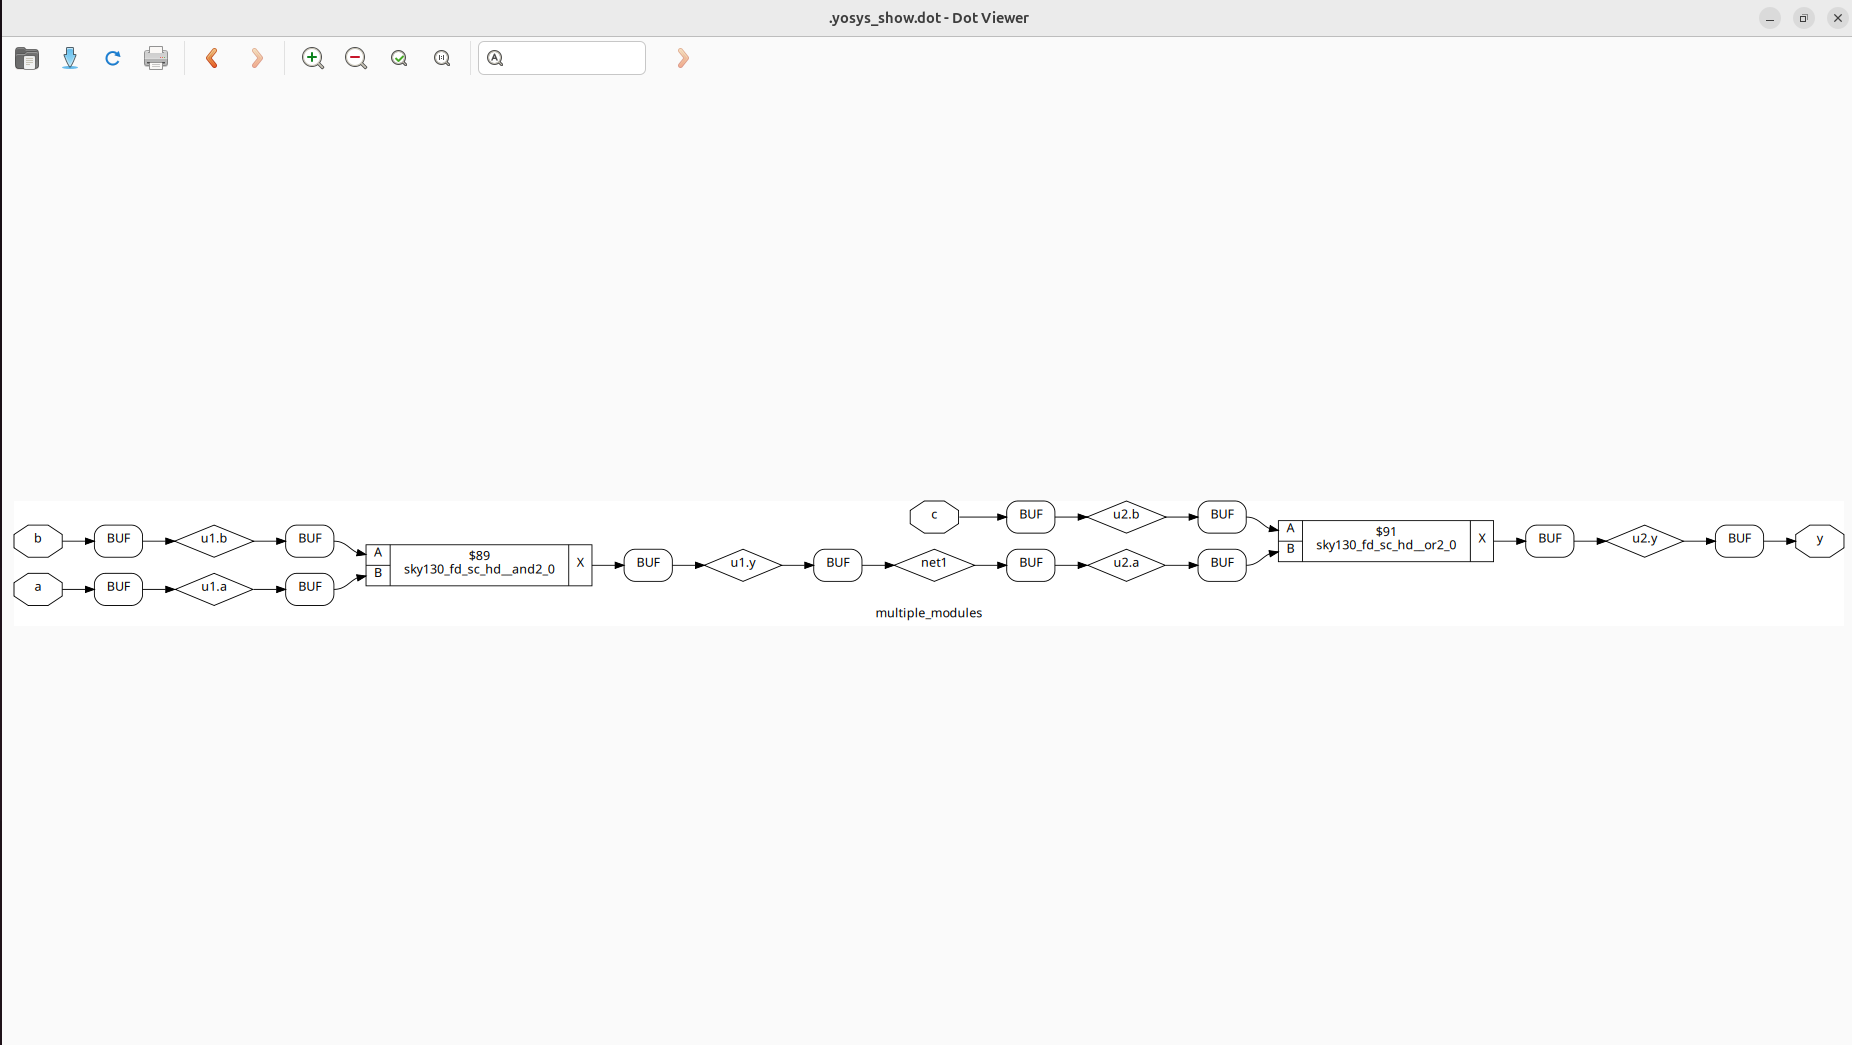 .yosys_show.dot - Dot Viewer
c BUF u2.b BUF
b BUF u1.b BUF
A $89 X
sky130_fd_sc_hd__and2_0
B
a BUF u1.a BUF
BUF u1.y BUF net1 BUF u2.a BUF
A $91 X
sky130_fd_sc_hd__or2_0
B
BUF u2.y BUF y
multiple_modules